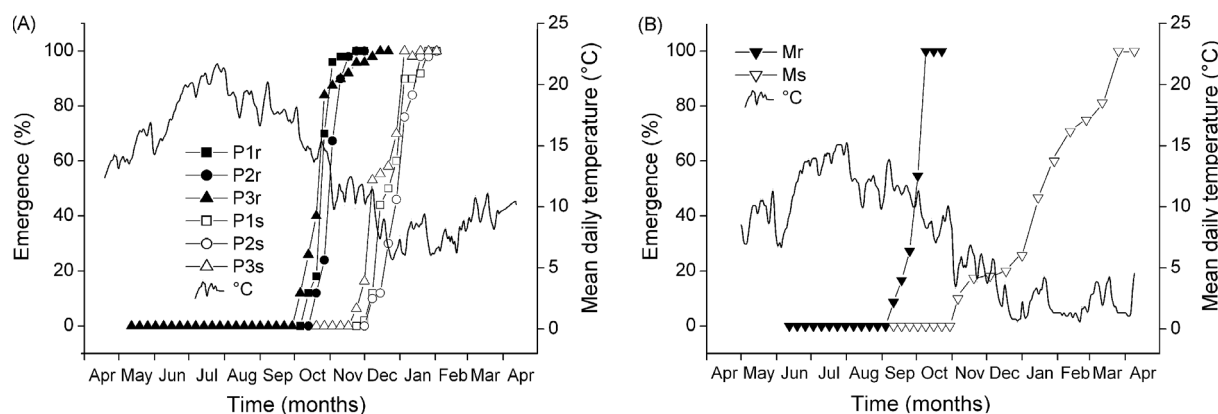 (A)
Emergence (%)
100
80
60
40
20
0
P1r
P2r
P3r
P1s
P2s
P3s
°C
25
20
15
10
5
0
Mean daily temperature (°C)
Apr May Jun Jul Aug Sep Oct Nov Dec Jan Feb Mar Apr
Time (months)
(B)
Emergence (%)
100
80
60
40
20
0
Mr
Ms
°C
25
20
15
10
5
0
Mean daily temperature (°C)
Apr May Jun Jul Aug Sep Oct Nov Dec Jan Feb Mar Apr
Time (months)